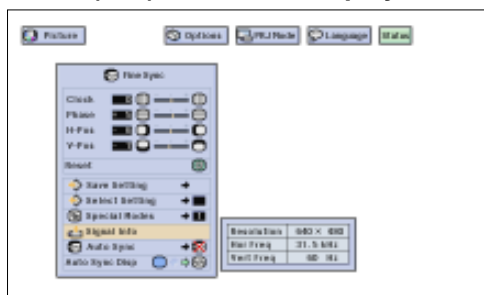 Picture Options PRJ Mode Language Status
Fine Sync
Clock
Phase
H-Pos
V-Pos
Reset
Save Setting
Select Setting
Special Modes
Signal Info
Auto Sync
Auto Sync Disp
Resolution 640 × 480
Hor Freq 31.5 kHz
Vert Freq 60 Hz